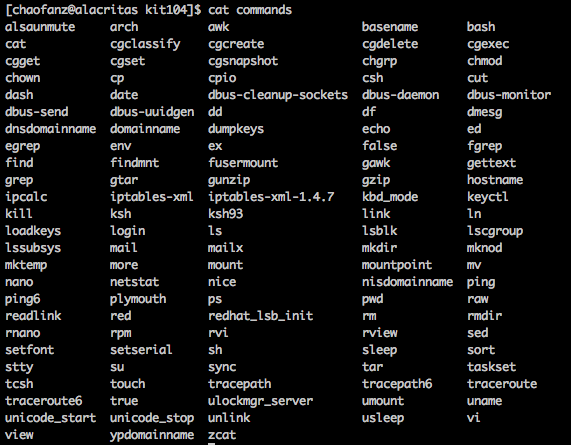 [chaofanz@alacritas kit104]$ cat commands
alsaunmute arch awk basename bash
cat cgclassify cgcreate cgdelete cgexec
cgget cgset cgsnapshot chgrp chmod
chown cp cpio csh cut
dash date dbus-cleanup-sockets dbus-daemon dbus-monitor
dbus-send dbus-uuidgen dd df dmesg
dnsdomainname domainname dumpkeys echo ed
egrep env ex false fgrep
find findmnt fusermount gawk gettext
grep gtar gunzip gzip hostname
ipcalc iptables-xml iptables-xml-1.4.7 kbd_mode keyctl
kill ksh ksh93 link ln
loadkeys login ls lsblk lscgroup
lssubsys mail mailx mkdir mknod
mktemp more mount mountpoint mv
nano netstat nice nisdomainname ping
ping6 plymouth ps pwd raw
readlink red redhat_lsb_init rm rmdir
rnano rpm rvi rview sed
setfont setserial sh sleep sort
stty su sync tar taskset
tcsh touch tracepath tracepath6 traceroute
traceroute6 true ulockmgr_server umount uname
unicode_start unicode_stop unlink usleep vi
view ypdomainname zcat